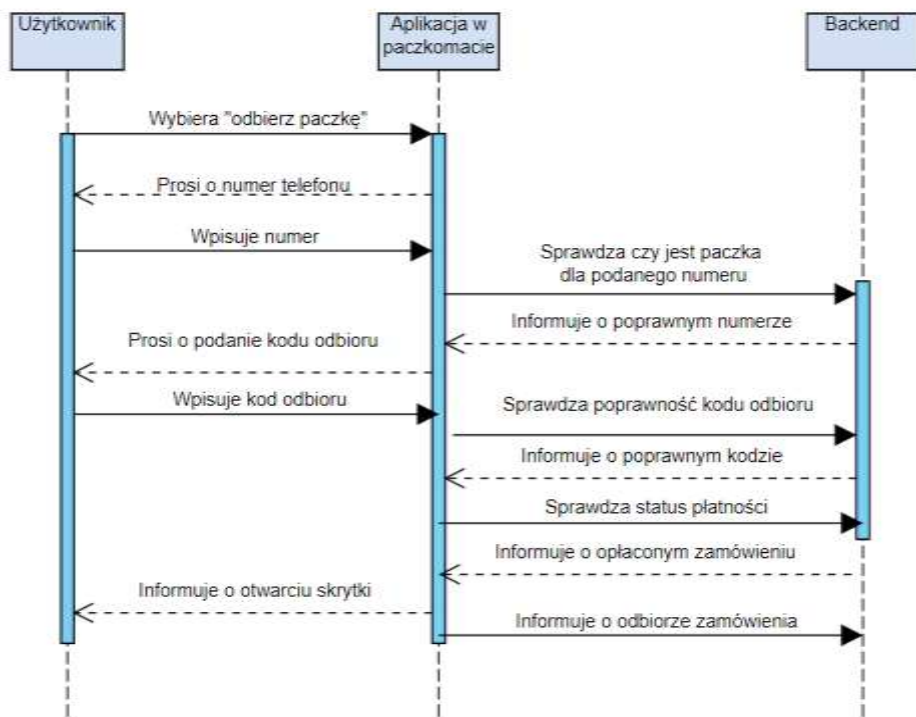 Użytkownik
Aplikacja w
paczkomacie
Backend
Wybiera "odbierz paczkę"
Prosi o numer telefonu
Wpisuje numer
Sprawdza czy jest paczka
dla podanego numeru
Informuje o poprawnym numerze
Prosi o podanie kodu odbioru
Wpisuje kod odbioru
Sprawdza poprawność kodu odbioru
Informuje o poprawnym kodzie
Sprawdza status płatności
Informuje o opłaconym zamówieniu
Informuje o otwarciu skrytki
Informuje o odbiorze zamówienia